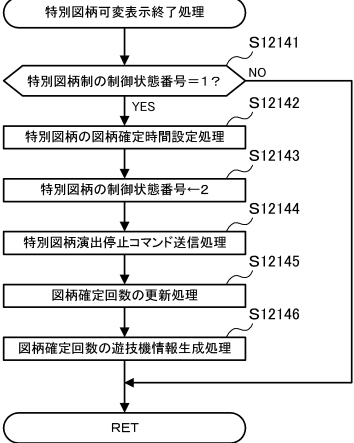 特別図柄可変表示終了処理
S12141
特別図柄制の制御状態番号＝1?
NO
YES
S12142
特別図柄の図柄確定時間設定処理
S12143
特別図柄の制御状態番号←2
S12144
特別図柄演出停止コマンド送信処理
S12145
図柄確定回数の更新処理
S12146
図柄確定回数の遊技機情報生成処理
RET